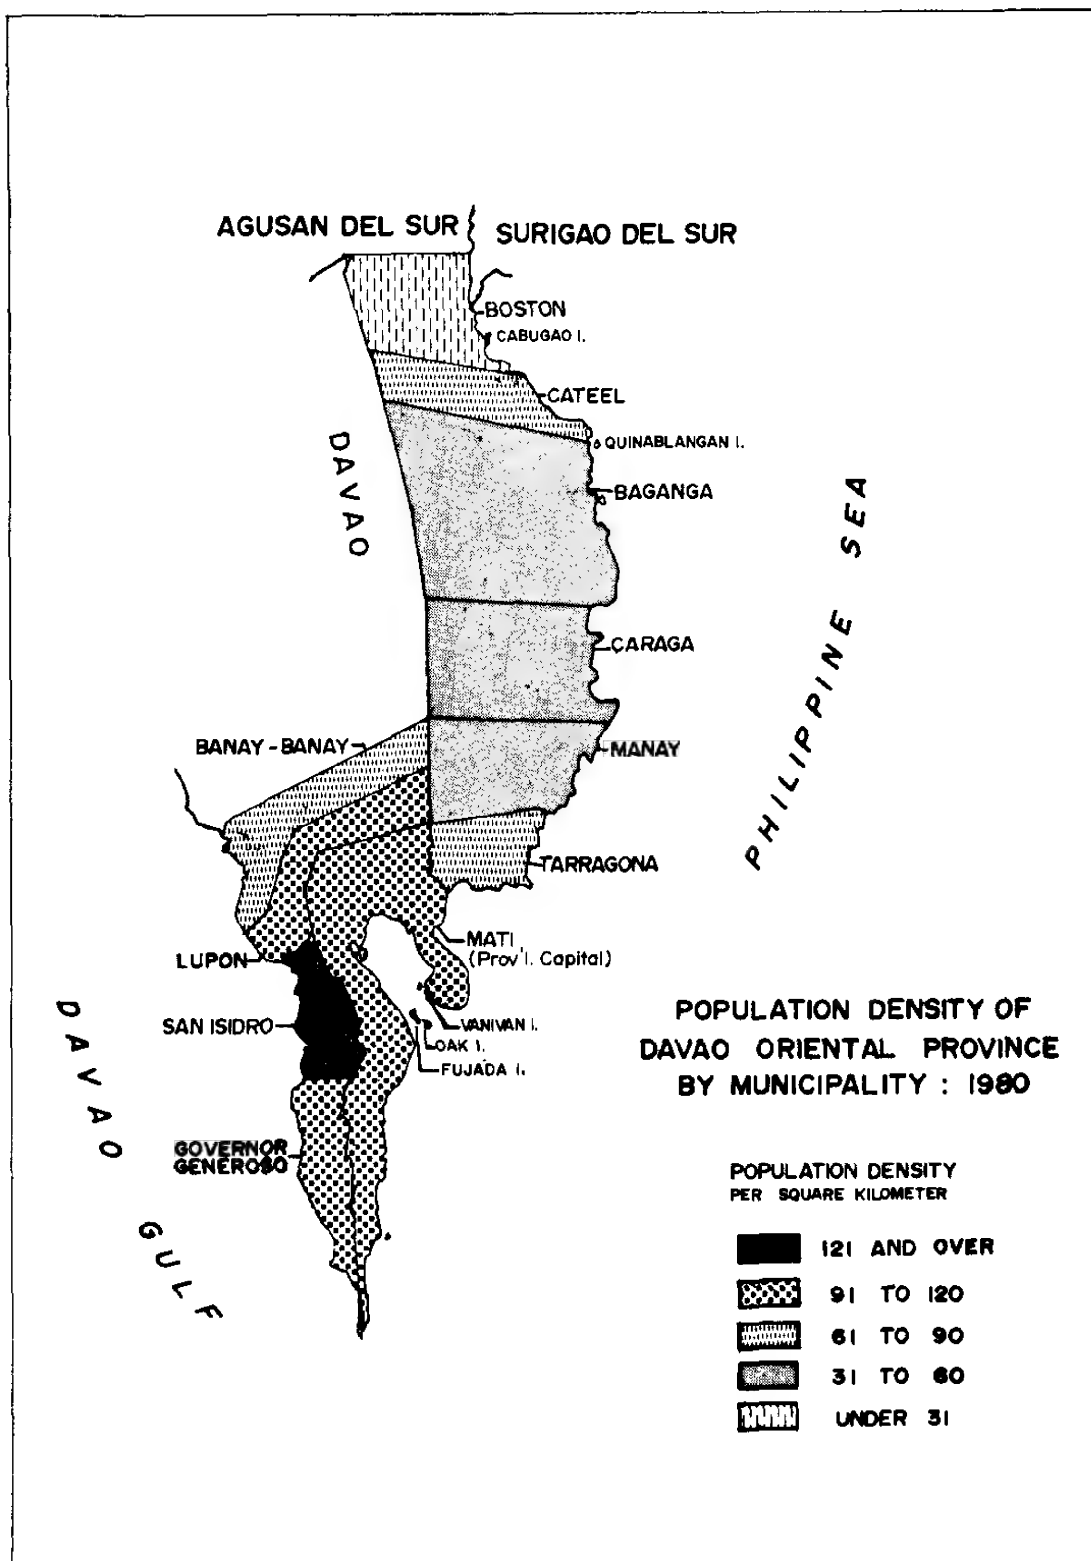 AGUSAN DEL SUR
SURIGAO DEL SUR
BOSTON
CABUGAO I.
CATEEL
DAVAO
QUINABLANGAN I.
BAGANGA
PHILIPPINE SEA
CARAGA
BANAY-BANAY
MANAY
TARRAGONA
MATI
(Prov'l. Capital)
LUPON
SAN ISIDRO
VANIVAN I.
OAK I.
FUJADA I.
DAVAO GULF
GOVERNOR
GENEROSO
POPULATION DENSITY OF
DAVAO ORIENTAL PROVINCE
BY MUNICIPALITY : 1980
POPULATION DENSITY
PER SQUARE KILOMETER
121 AND OVER
91 TO 120
61 TO 90
31 TO 60
UNDER 31